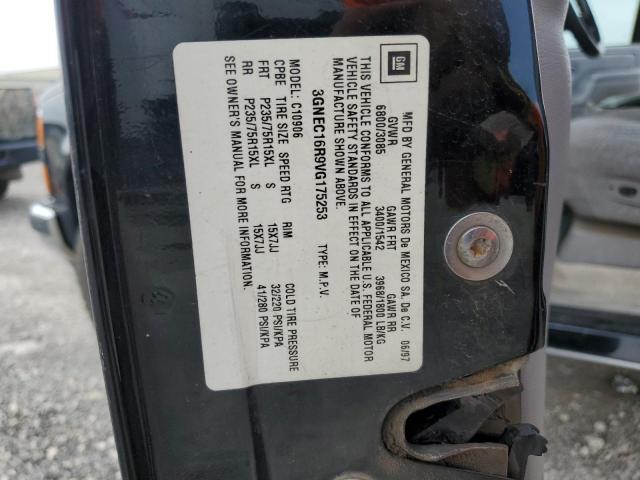 GM
MFD BY GENERAL MOTORS De MEXICO SA. De C.V. 06/97
GVWR GAWR FRT GAWR RR
6800/3085 3400/1542 3968/1800 LB/KG
THIS VEHICLE CONFORMS TO ALL APPLICABLE U.S. FEDERAL MOTOR
VEHICLE SAFETY STANDARDS IN EFFECT ON THE DATE OF
MANUFACTURE SHOWN ABOVE.
3GNEC16R9VG175253 TYPE: M.P.V.
MODEL: C10906
CPBE TIRE SIZE SPEED RTG RIM COLD TIRE PRESSURE
FRT P235/75R15XL S 15X7JJ 32/220 PSI/KPA
RR P235/75R15XL S 15X7JJ 41/280 PSI/KPA
SEE OWNER'S MANUAL FOR MORE INFORMATION.